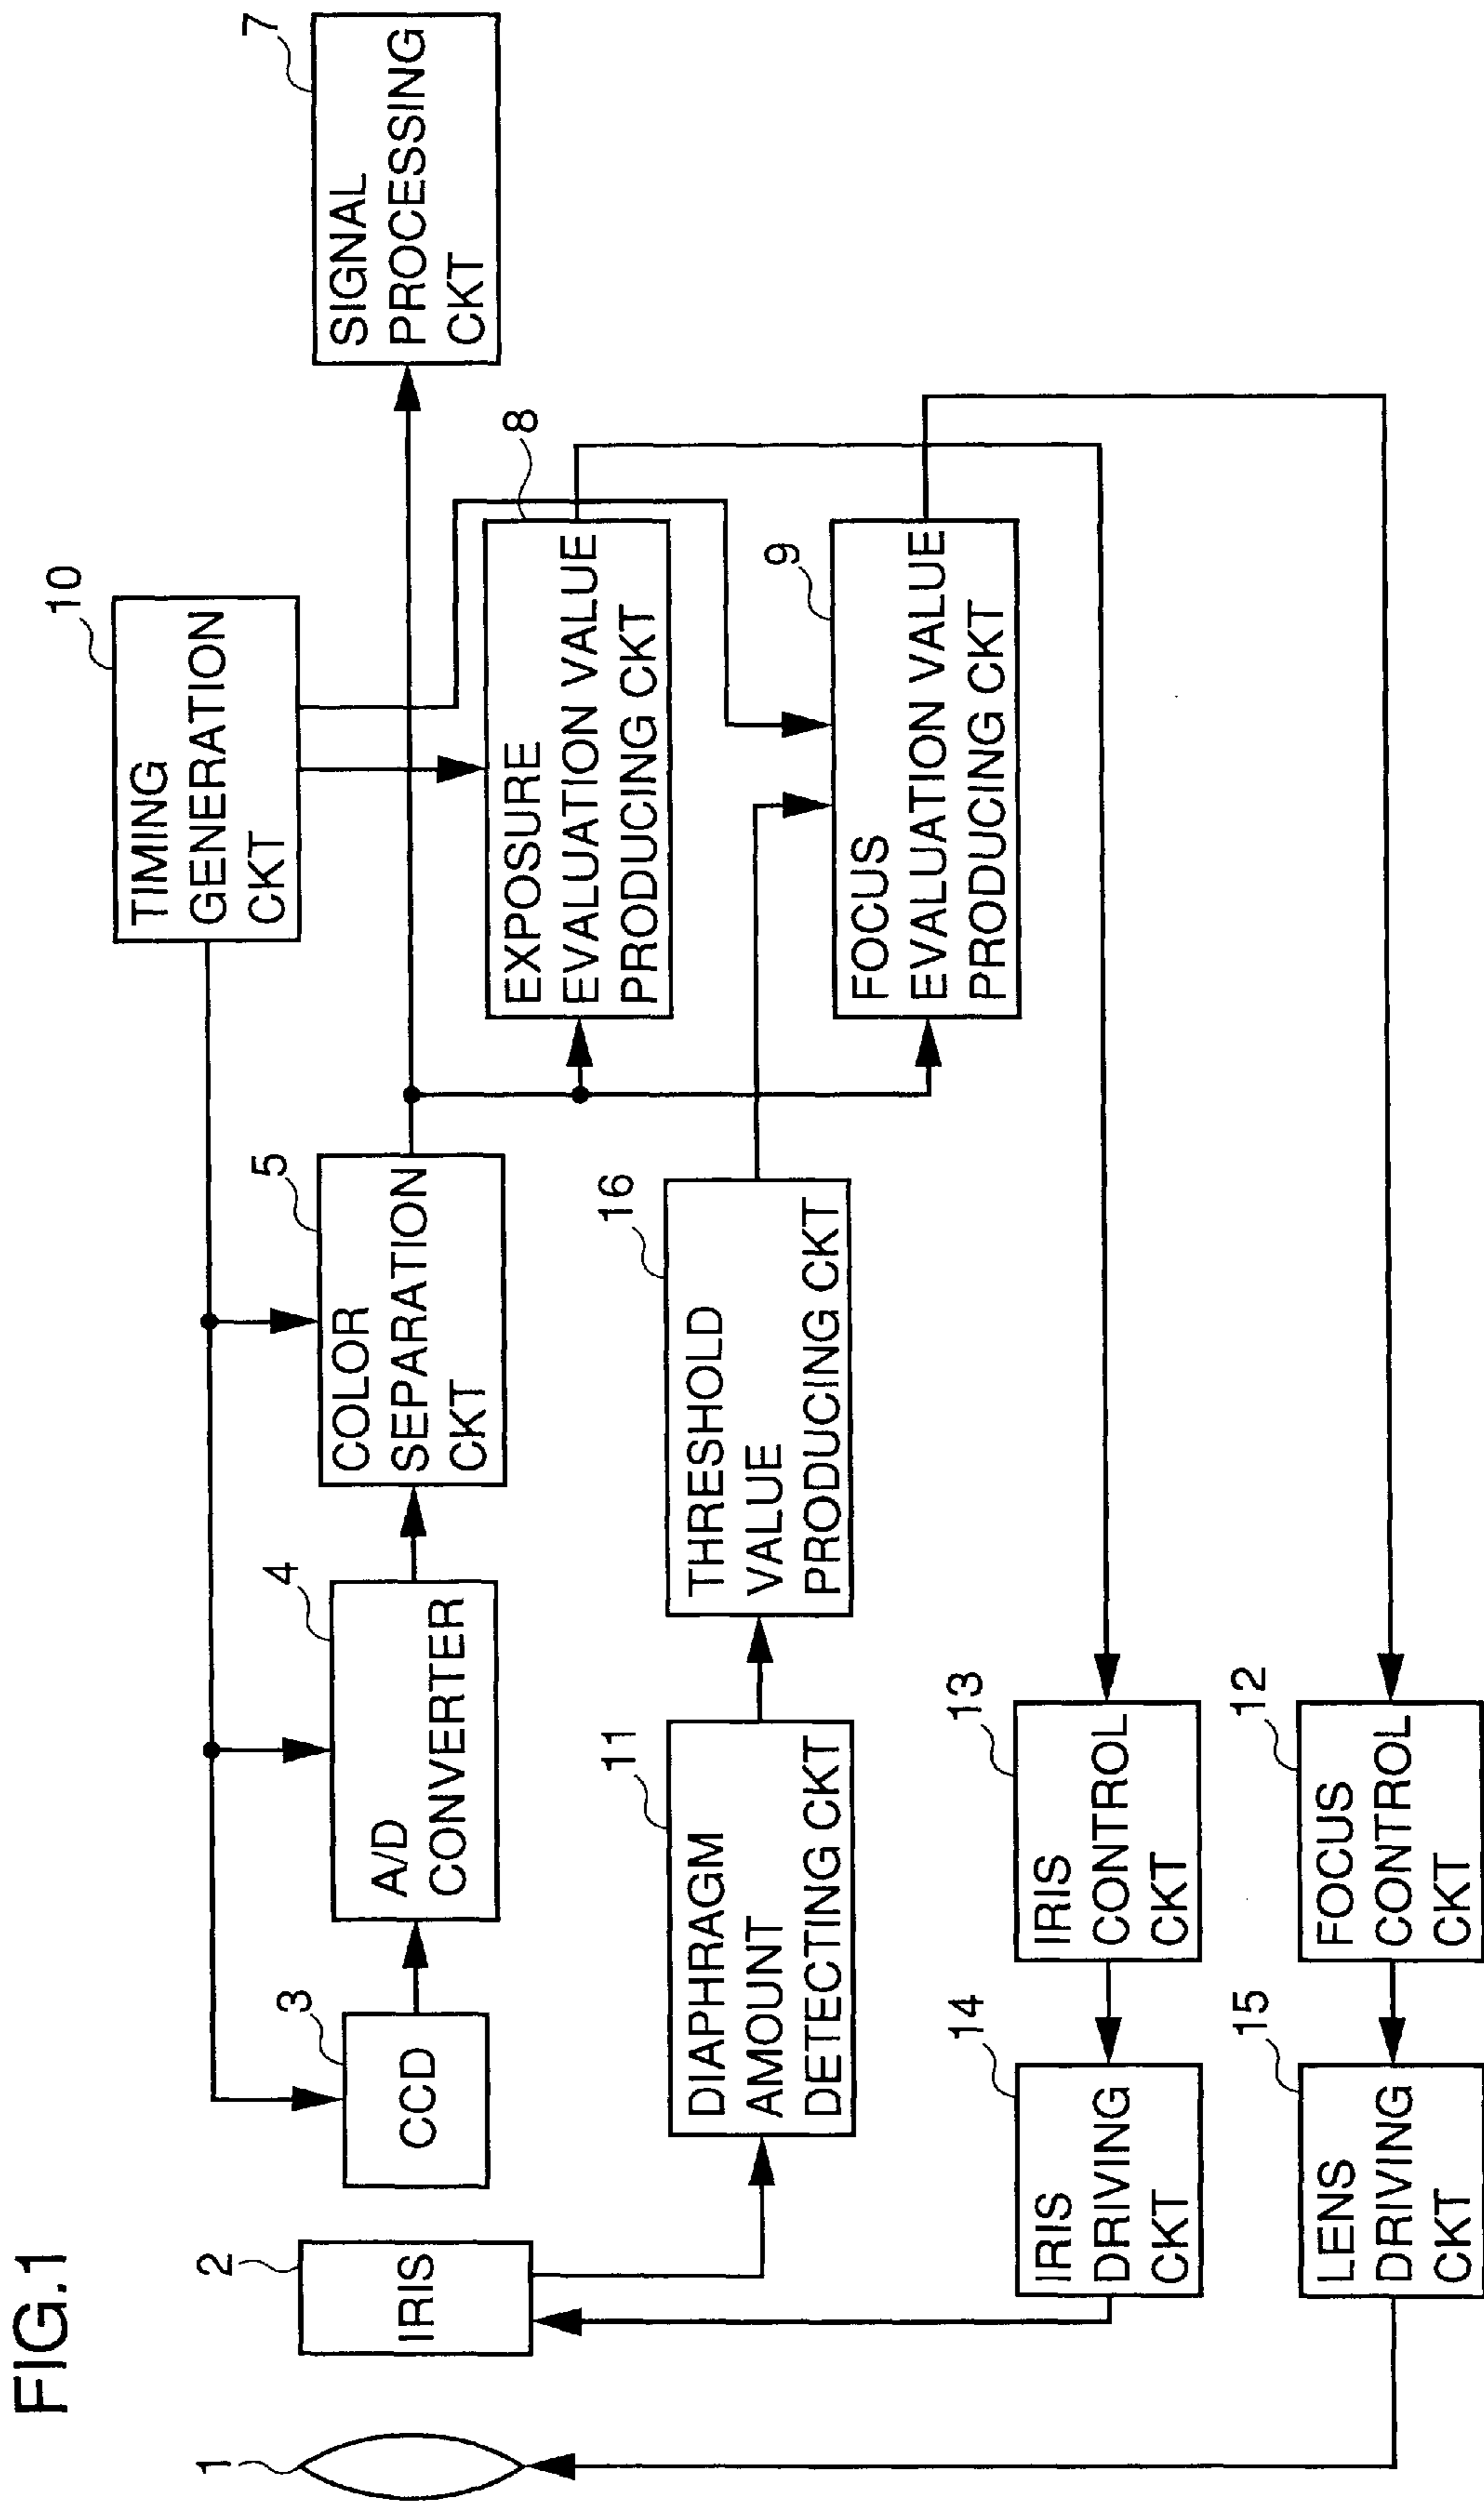 FIG.1
1
2
IRIS
3
CCD
4
A/D
CONVERTER
5
COLOR
SEPARATION
CKT
10
TIMING
GENERATION
CKT
7
SIGNAL
PROCESSING
CKT
8
EXPOSURE
EVALUATION VALUE
PRODUCING CKT
11
DIAPHRAGM
AMOUNT
DETECTING CKT
16
THRESHOLD
VALUE
PRODUCING CKT
9
FOCUS
EVALUATION VALUE
PRODUCING CKT
14
IRIS
DRIVING
CKT
13
IRIS
CONTROL
CKT
15
LENS
DRIVING
CKT
12
FOCUS
CONTROL
CKT